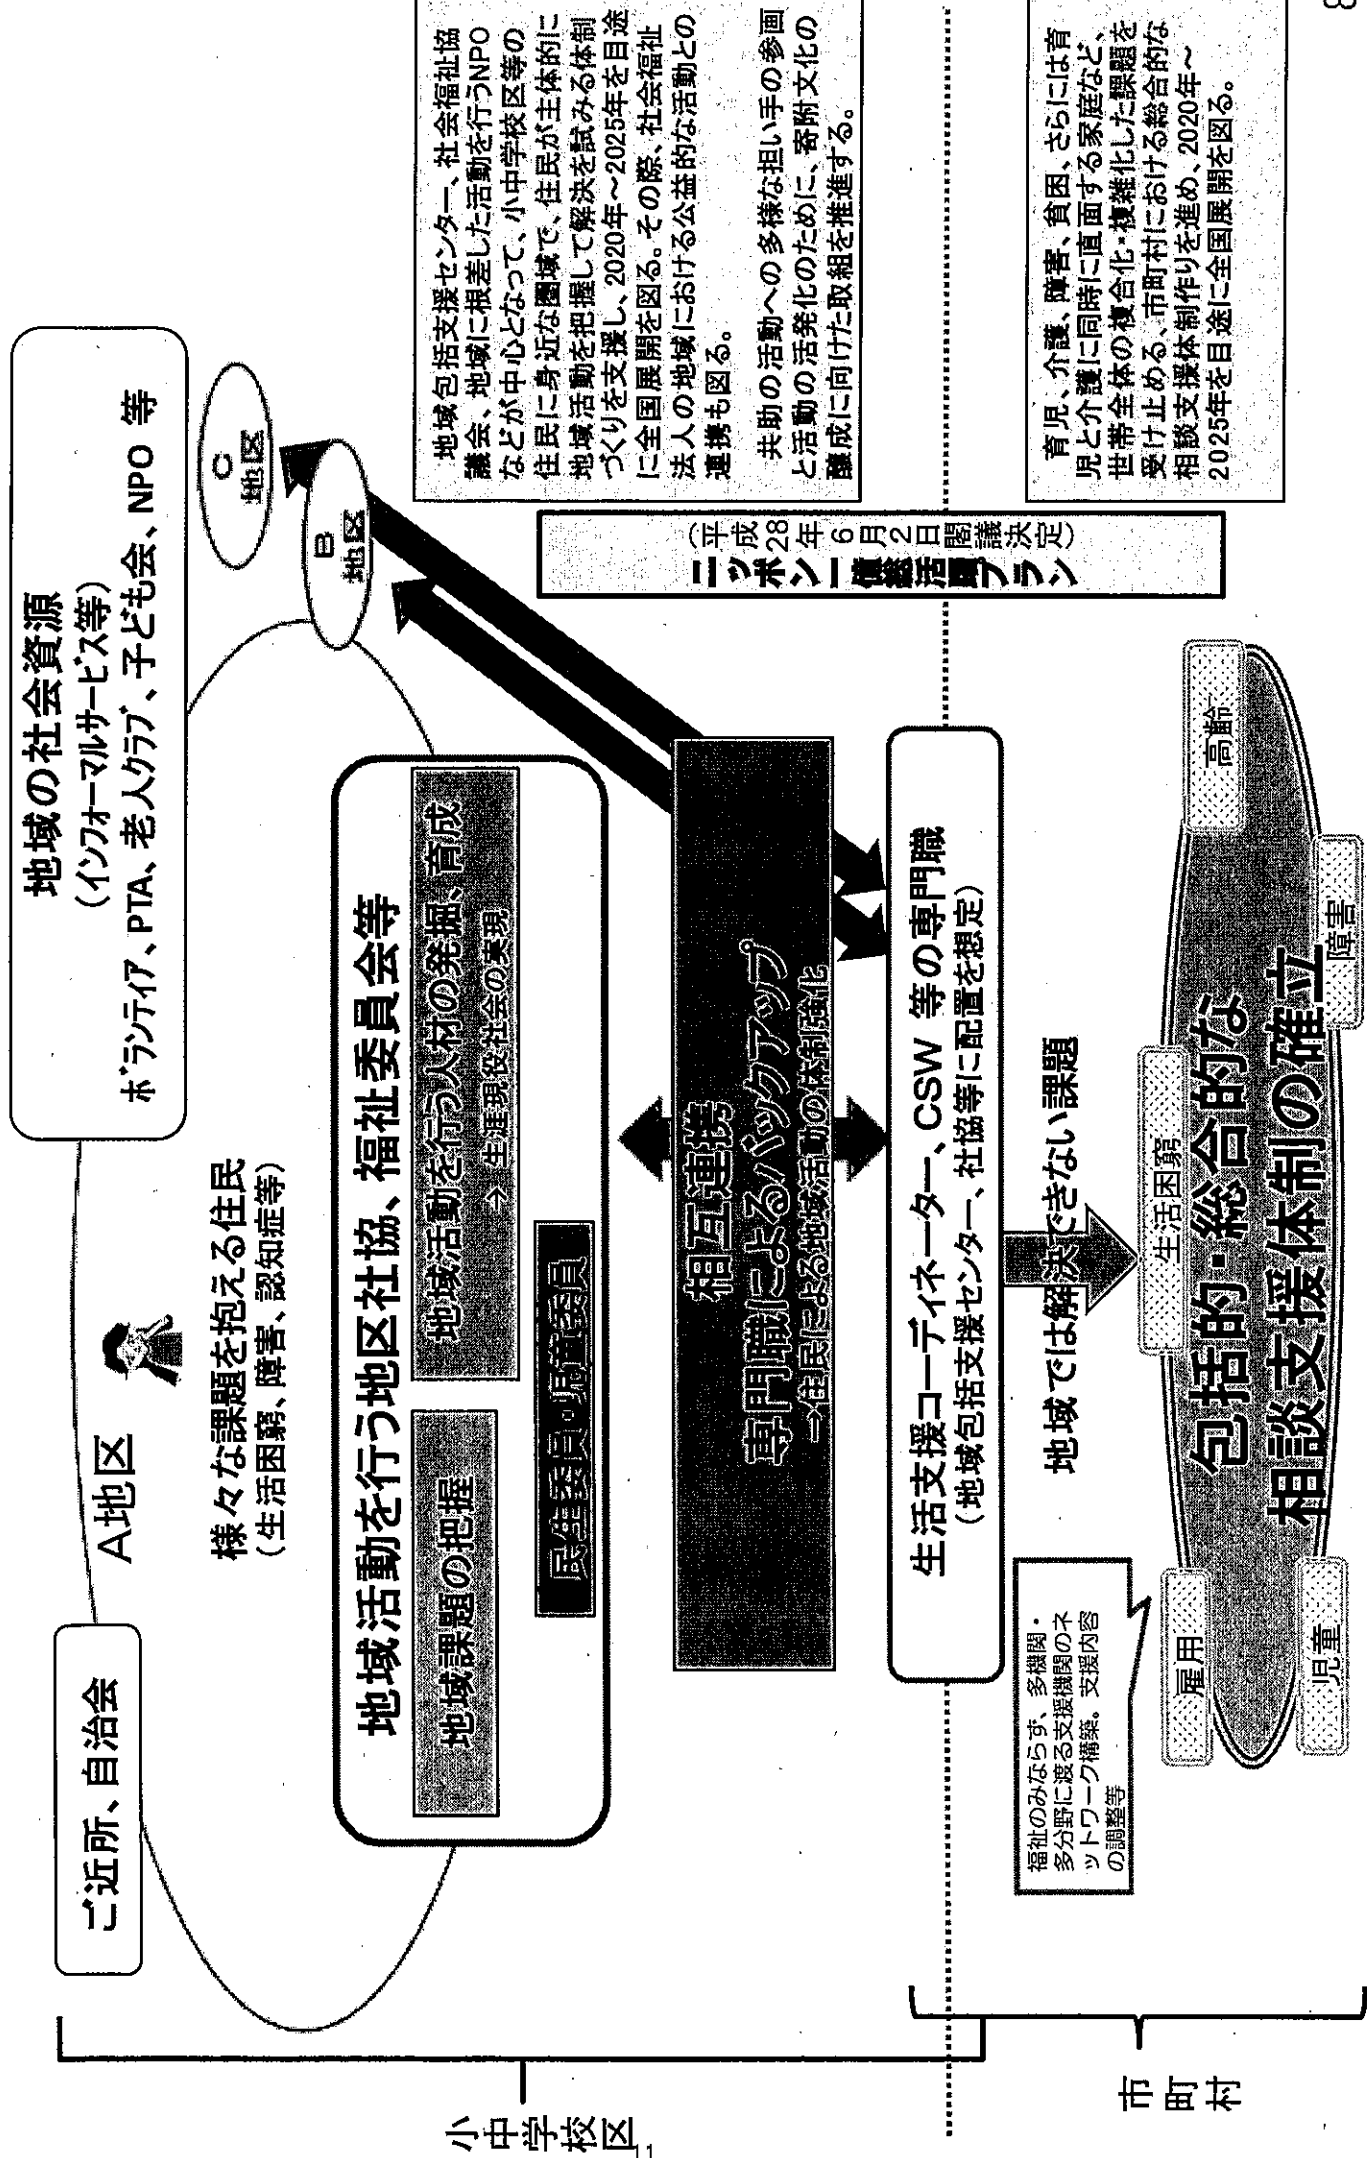 ご近所、自治会
A地区
地域の社会資源
（インフォーマルサービス等）
ボランティア、PTA、老人クラブ、子ども会、NPO 等
様々な課題を抱える住民
（生活困窮、障害、認知症等）
C
地区
B
地区
地域活動を行う地区社協、福祉委員会等
地域課題の把握
地域活動を行う人材の発掘、育成
→ 生涯現役社会の実現
民生委員・児童委員
小中学校区
相互連携
専門職によるバックアップ
→住民による地域活動の体制強化
生活支援コーディネーター、CSW 等の専門職
（地域包括支援センター、社協等に配置を想定）
地域では解決できない課題
福祉のみならず、多機関・
多分野に渡る支援機関のネ
ットワーク構築。支援内容
の調整等
市町村
雇用
児童
生活困窮
高齢
障害
包括的・総合的な
相談支援体制の確立
ニッポン一億総活躍プラン
（平成28年6月2日閣議決定）
地域包括支援センター、社会福祉協
議会、地域に根差した活動を行うNPO
などが中心となって、小中学校区等の
住民に身近な圏域で、住民が主体的に
地域活動を把握して解決を試みる体制
づくりを支援し、2020年～2025年を目途
に全国展開を図る。その際、社会福祉
法人の地域における公益的な活動との
連携も図る。
共助の活動への多様な担い手の参画
と活動の活発化のために、寄附文化の
醸成に向けた取組を推進する。
育児、介護、障害、貧困、さらには育
児と介護に同時に直面する家庭など、
世帯全体の複合化・複雑化した課題を
受け止める、市町村における総合的な
相談支援体制作りを進め、2020年～
2025年を目途に全国展開を図る。
8
11